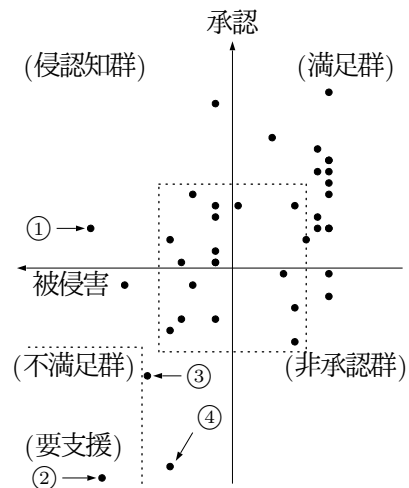 承認
(侵認知群)
(満足群)
①
被侵害
(不満足群)
(非承認群)
③
(要支援)
④
②